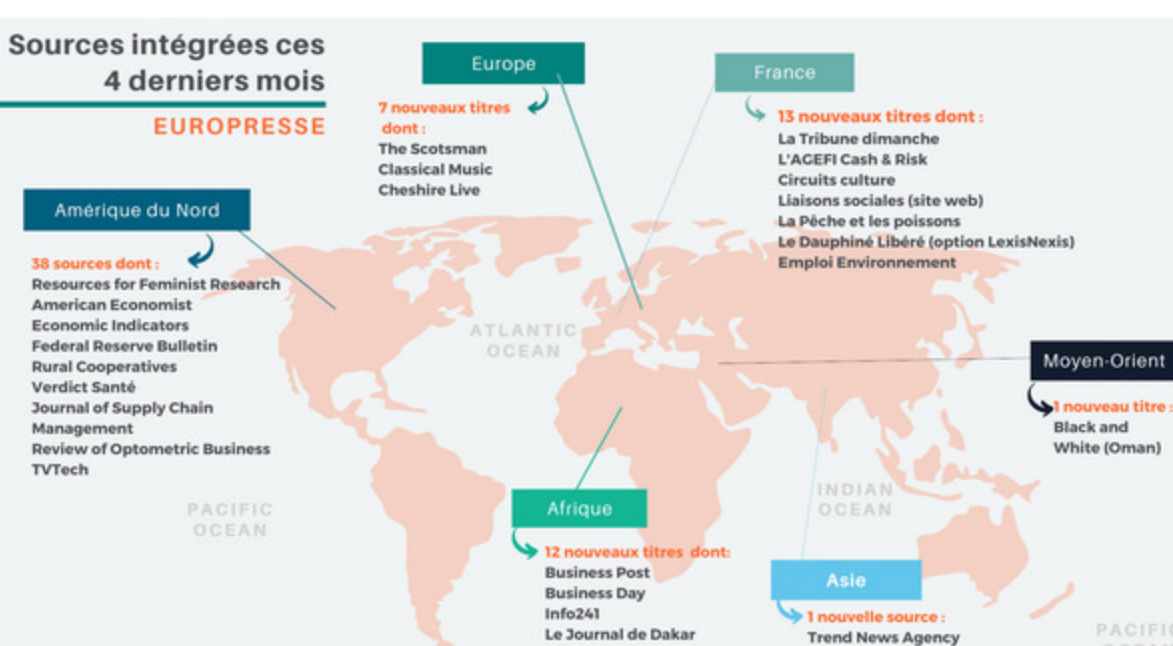 Sources intégrées ces
4 derniers mois
EUROPRESSE
Europe
7 nouveaux titres
dont :
The Scotsman
Classical Music
Cheshire Live
France
13 nouveaux titres dont :
La Tribune dimanche
L'AGEFI Cash & Risk
Circuits culture
Liaisons sociales (site web)
La Pêche et les poissons
Le Dauphiné Libéré (option LexisNexis)
Emploi Environnement
Amérique du Nord
38 sources dont :
Resources for Feminist Research
American Economist
Economic Indicators
Federal Reserve Bulletin
Rural Cooperatives
Verdict Santé
Journal of Supply Chain
Management
Review of Optometric Business
TVTech
ATLANTIC
OCEAN
Moyen-Orient
1 nouveau titre :
Black and
White (Oman)
PACIFIC
OCEAN
INDIAN
OCEAN
Afrique
12 nouveaux titres dont:
Business Post
Business Day
Info241
Le Journal de Dakar
Asie
1 nouvelle source :
Trend News Agency
PACIFI